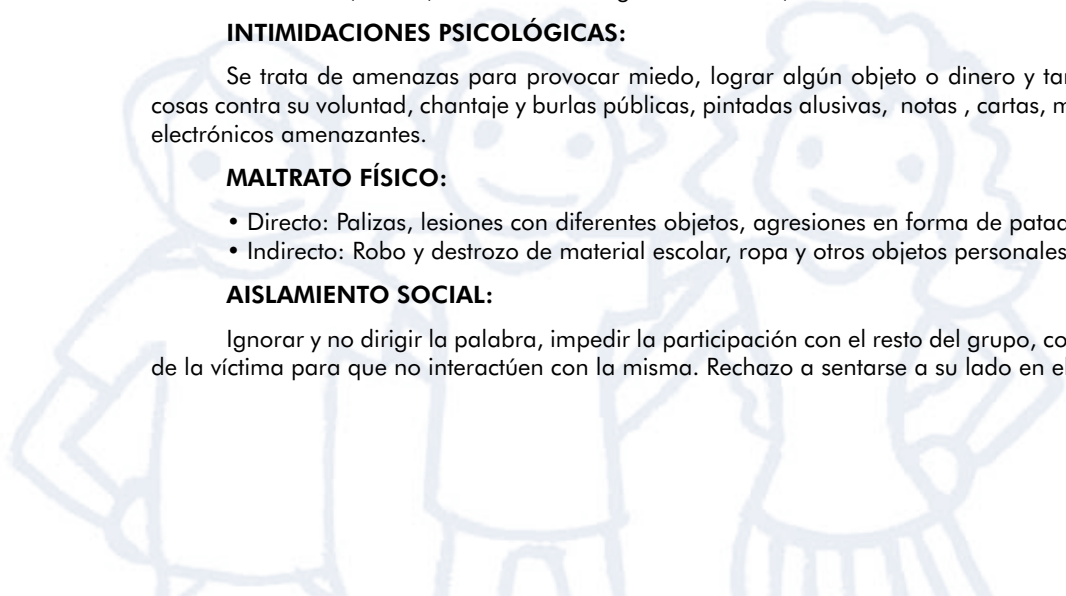 INTIMIDACIONES PSICOLÓGICAS:
Se trata de amenazas para provocar miedo, lograr algún objeto o dinero y
cosas contra su voluntad, chantaje y burlas públicas, pintadas alusivas, notas , cartas,
electrónicos amenazantes.
MALTRATO FÍSICO:
• Directo: Palizas, lesiones con diferentes objetos, agresiones en forma de
• Indirecto: Robo y destrozo de material escolar, ropa y otros objetos personales
AISLAMIENTO SOCIAL:
Ignorar y no dirigir la palabra, impedir la participación con el resto del grupo,
de la víctima para que no interactúen con la misma. Rechazo a sentarse a su lado en